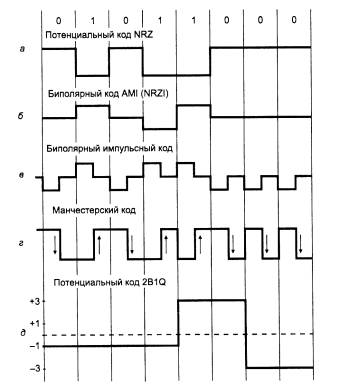 0 1 0 1 1 0 0 0
Потенциальный код NRZ
а
Биполярный код AMI (NRZI)
б
Биполярный импульсный код
в
Манчестерский код
г
Потенциальный код 2B1Q
+3
+1
д
−1
−3